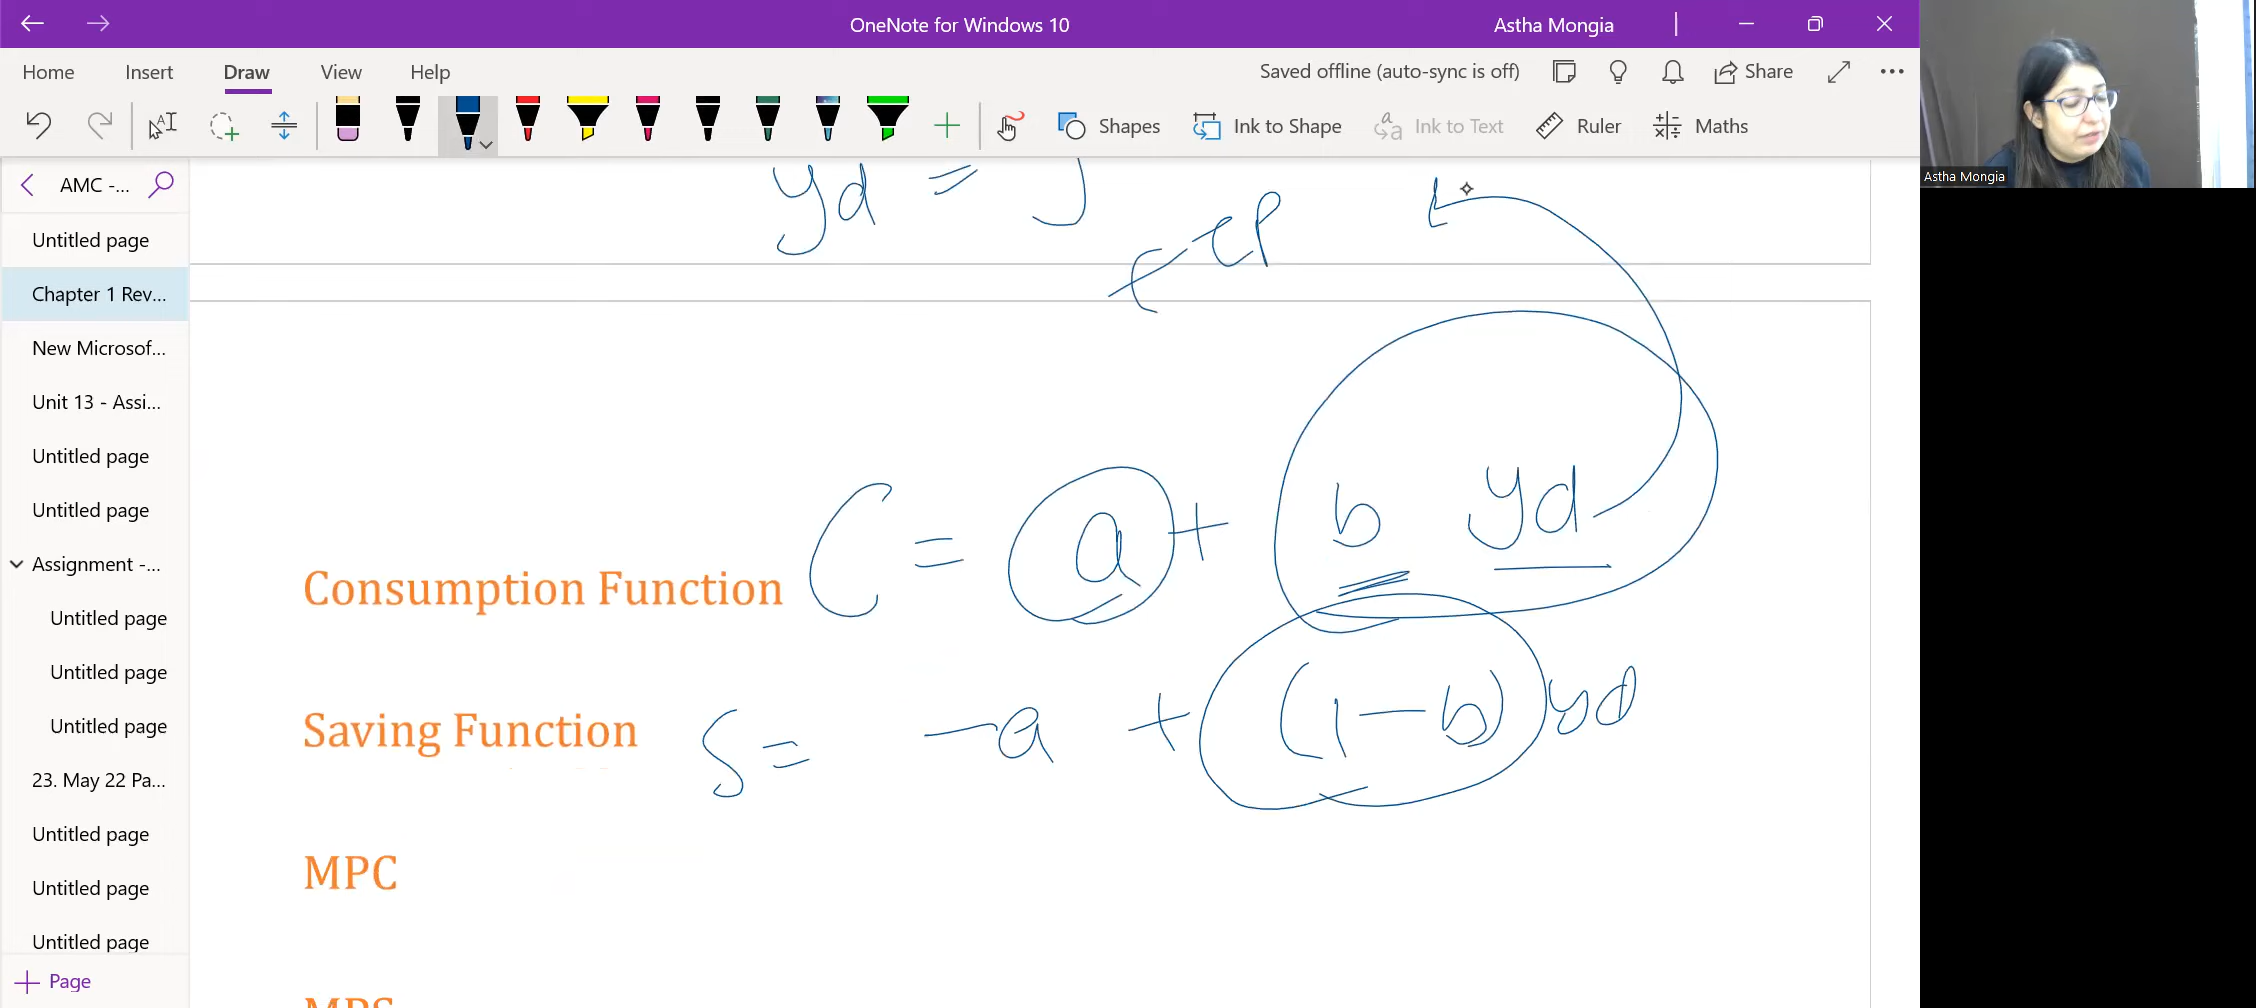 OneNote for Windows 10
Astha Mongia
Home Insert Draw View Help
Saved offline (auto-sync is off) Share
Shapes Ink to Shape Ink to Text Ruler Maths
AMC -...
Untitled page
Chapter 1 Rev...
New Microsof...
Unit 13 - Assi...
Untitled page
Untitled page
Assignment -...
Untitled page
Untitled page
Untitled page
23. May 22 Pa...
Untitled page
Untitled page
Untitled page
Page
yd =
Consumption Function C = a + b yd
Saving Function S = -a + (1-b) yd
MPC
MPS
Astha Mongia